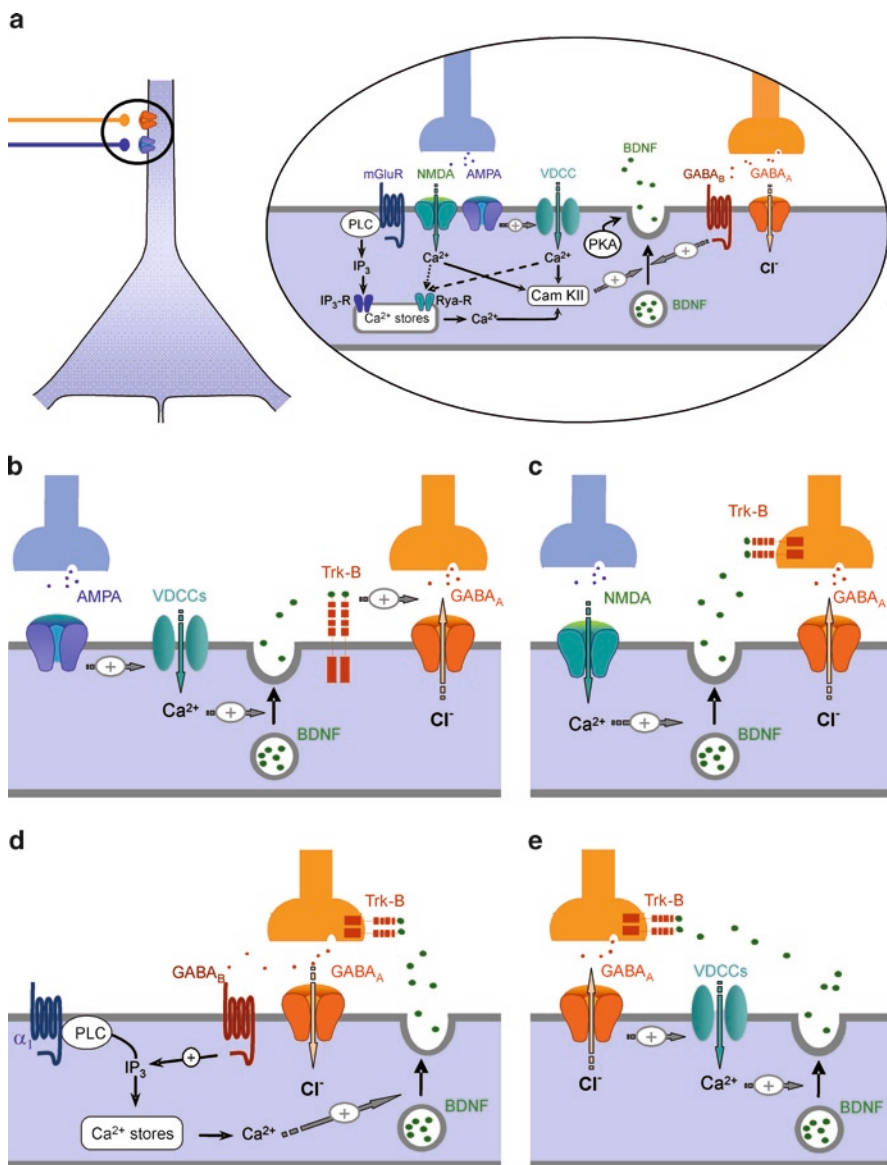 a
BDNF
mGluR NMDA AMPA VDCC GABAB GABAA
PLC
PKA
Cl-
IP3
Ca2+ Ca2+
IP3-R Rya-R
Cam KII
Ca2+ stores Ca2+
BDNF
b
Trk-B
AMPA VDCCs GABAA
Ca2+
Cl-
BDNF
c
Trk-B
NMDA GABAA
Ca2+
Cl-
BDNF
d
Trk-B
GABAB GABAA
α1 PLC
IP3
Cl-
Ca2+ stores Ca2+
BDNF
e
Trk-B
GABAA VDCCs
Cl-
Ca2+
BDNF